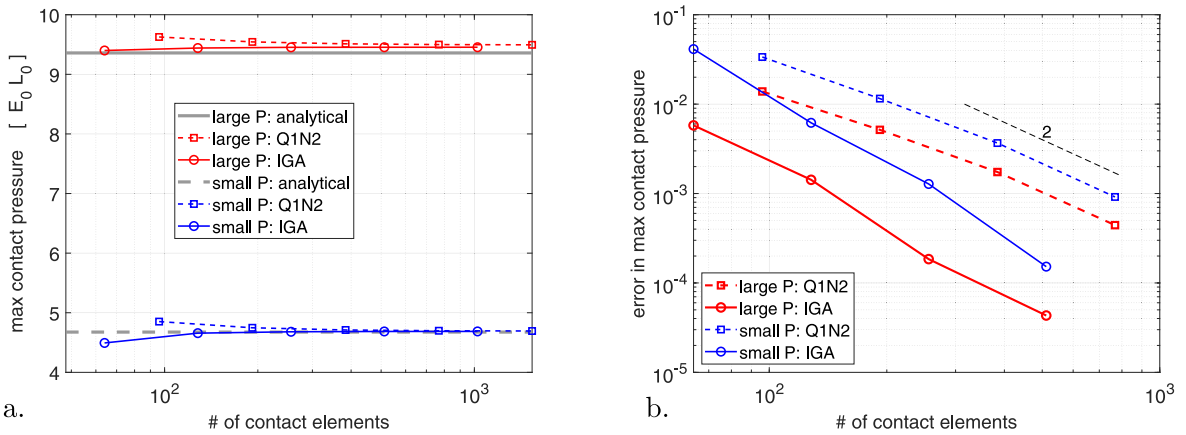 max contact pressure [ E0 L0 ]
10
9
8
7
6
5
4
large P: analytical
large P: Q1N2
large P: IGA
small P: analytical
small P: Q1N2
small P: IGA
10^2
10^3
# of contact elements
a.
error in max contact pressure
10^-1
10^-2
10^-3
10^-4
10^-5
2
large P: Q1N2
large P: IGA
small P: Q1N2
small P: IGA
10^2
10^3
# of contact elements
b.